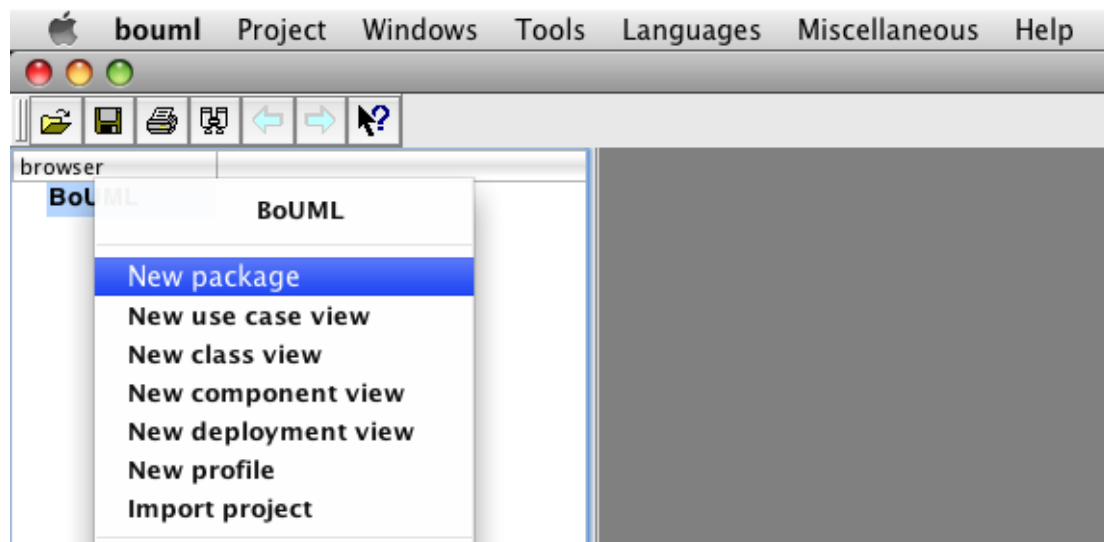 bouml Project Windows Tools Languages Miscellaneous Help
browser
BoUML
BoUML
New package
New use case view
New class view
New component view
New deployment view
New profile
Import project